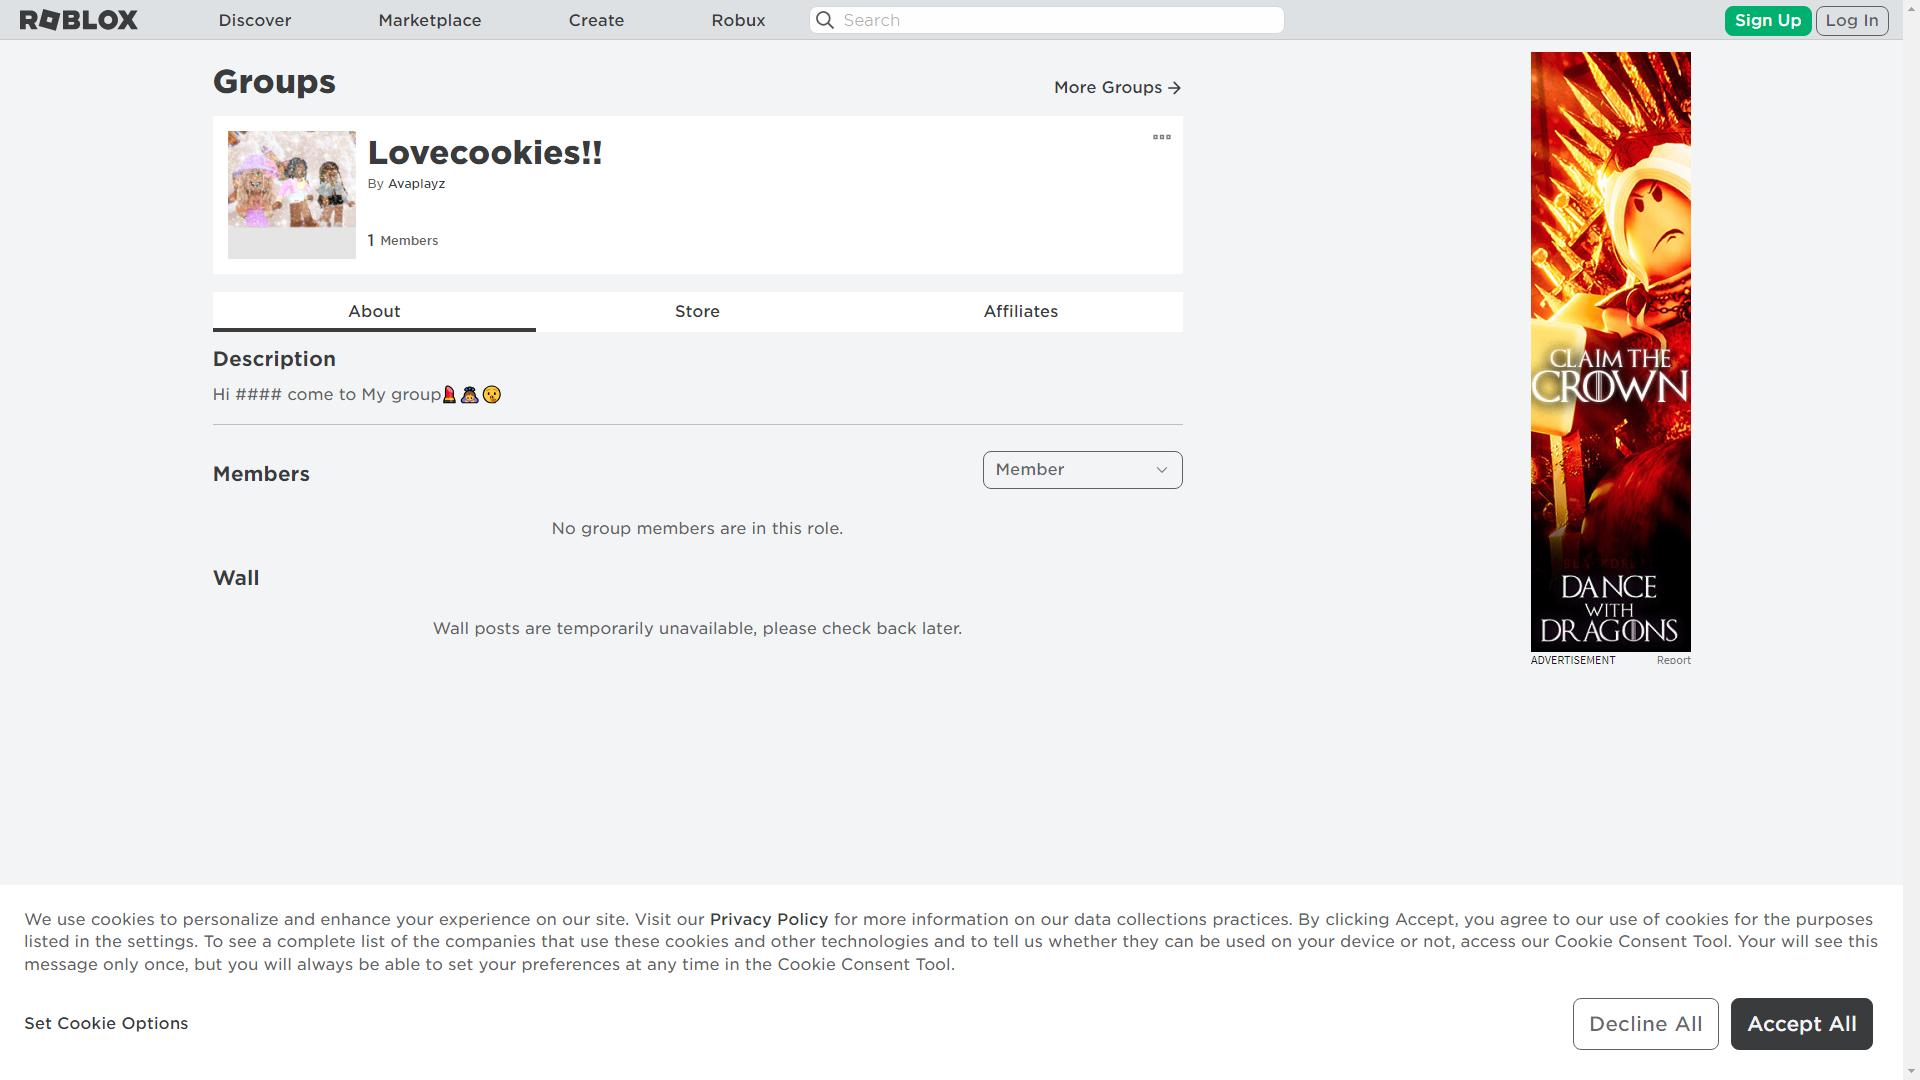 ROBLOX
Discover
Marketplace
Create
Robux
Search
Sign Up
Log In
Groups
More Groups
Lovecookies!!
By Avaplayz
1 Members
About
Store
Affiliates
Description
Hi #### come to My group💄🙇‍♀️😗
Members
Member
No group members are in this role.
Wall
Wall posts are temporarily unavailable, please check back later.
CLAIM THE
CROWN
DANCE
WITH
DRAGONS
ADVERTISEMENT
Report
We use cookies to personalize and enhance your experience on our site. Visit our Privacy Policy for more information on our data collections practices. By clicking Accept, you agree to our use of cookies for the purposes
listed in the settings. To see a complete list of the companies that use these cookies and other technologies and to tell us whether they can be used on your device or not, access our Cookie Consent Tool. Your will see this
message only once, but you will always be able to set your preferences at any time in the Cookie Consent Tool.
Set Cookie Options
Decline All
Accept All